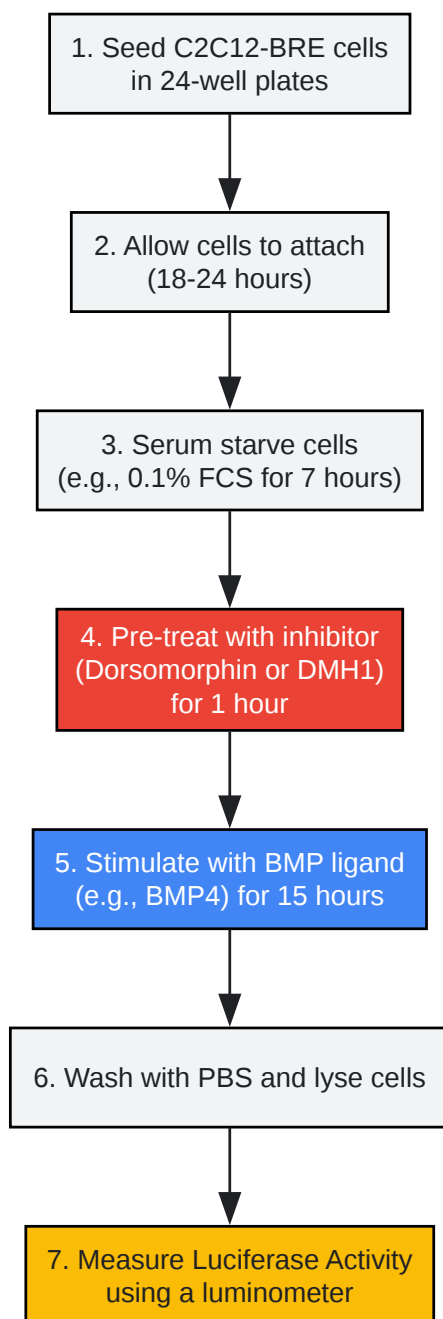 1. Seed C2C12-BRE cells
in 24-well plates
2. Allow cells to attach
(18-24 hours)
3. Serum starve cells
(e.g., 0.1% FCS for 7 hours)
4. Pre-treat with inhibitor
(Dorsomorphin or DMH1)
for 1 hour
5. Stimulate with BMP ligand
(e.g., BMP4) for 15 hours
6. Wash with PBS and lyse cells
7. Measure Luciferase Activity
using a luminometer